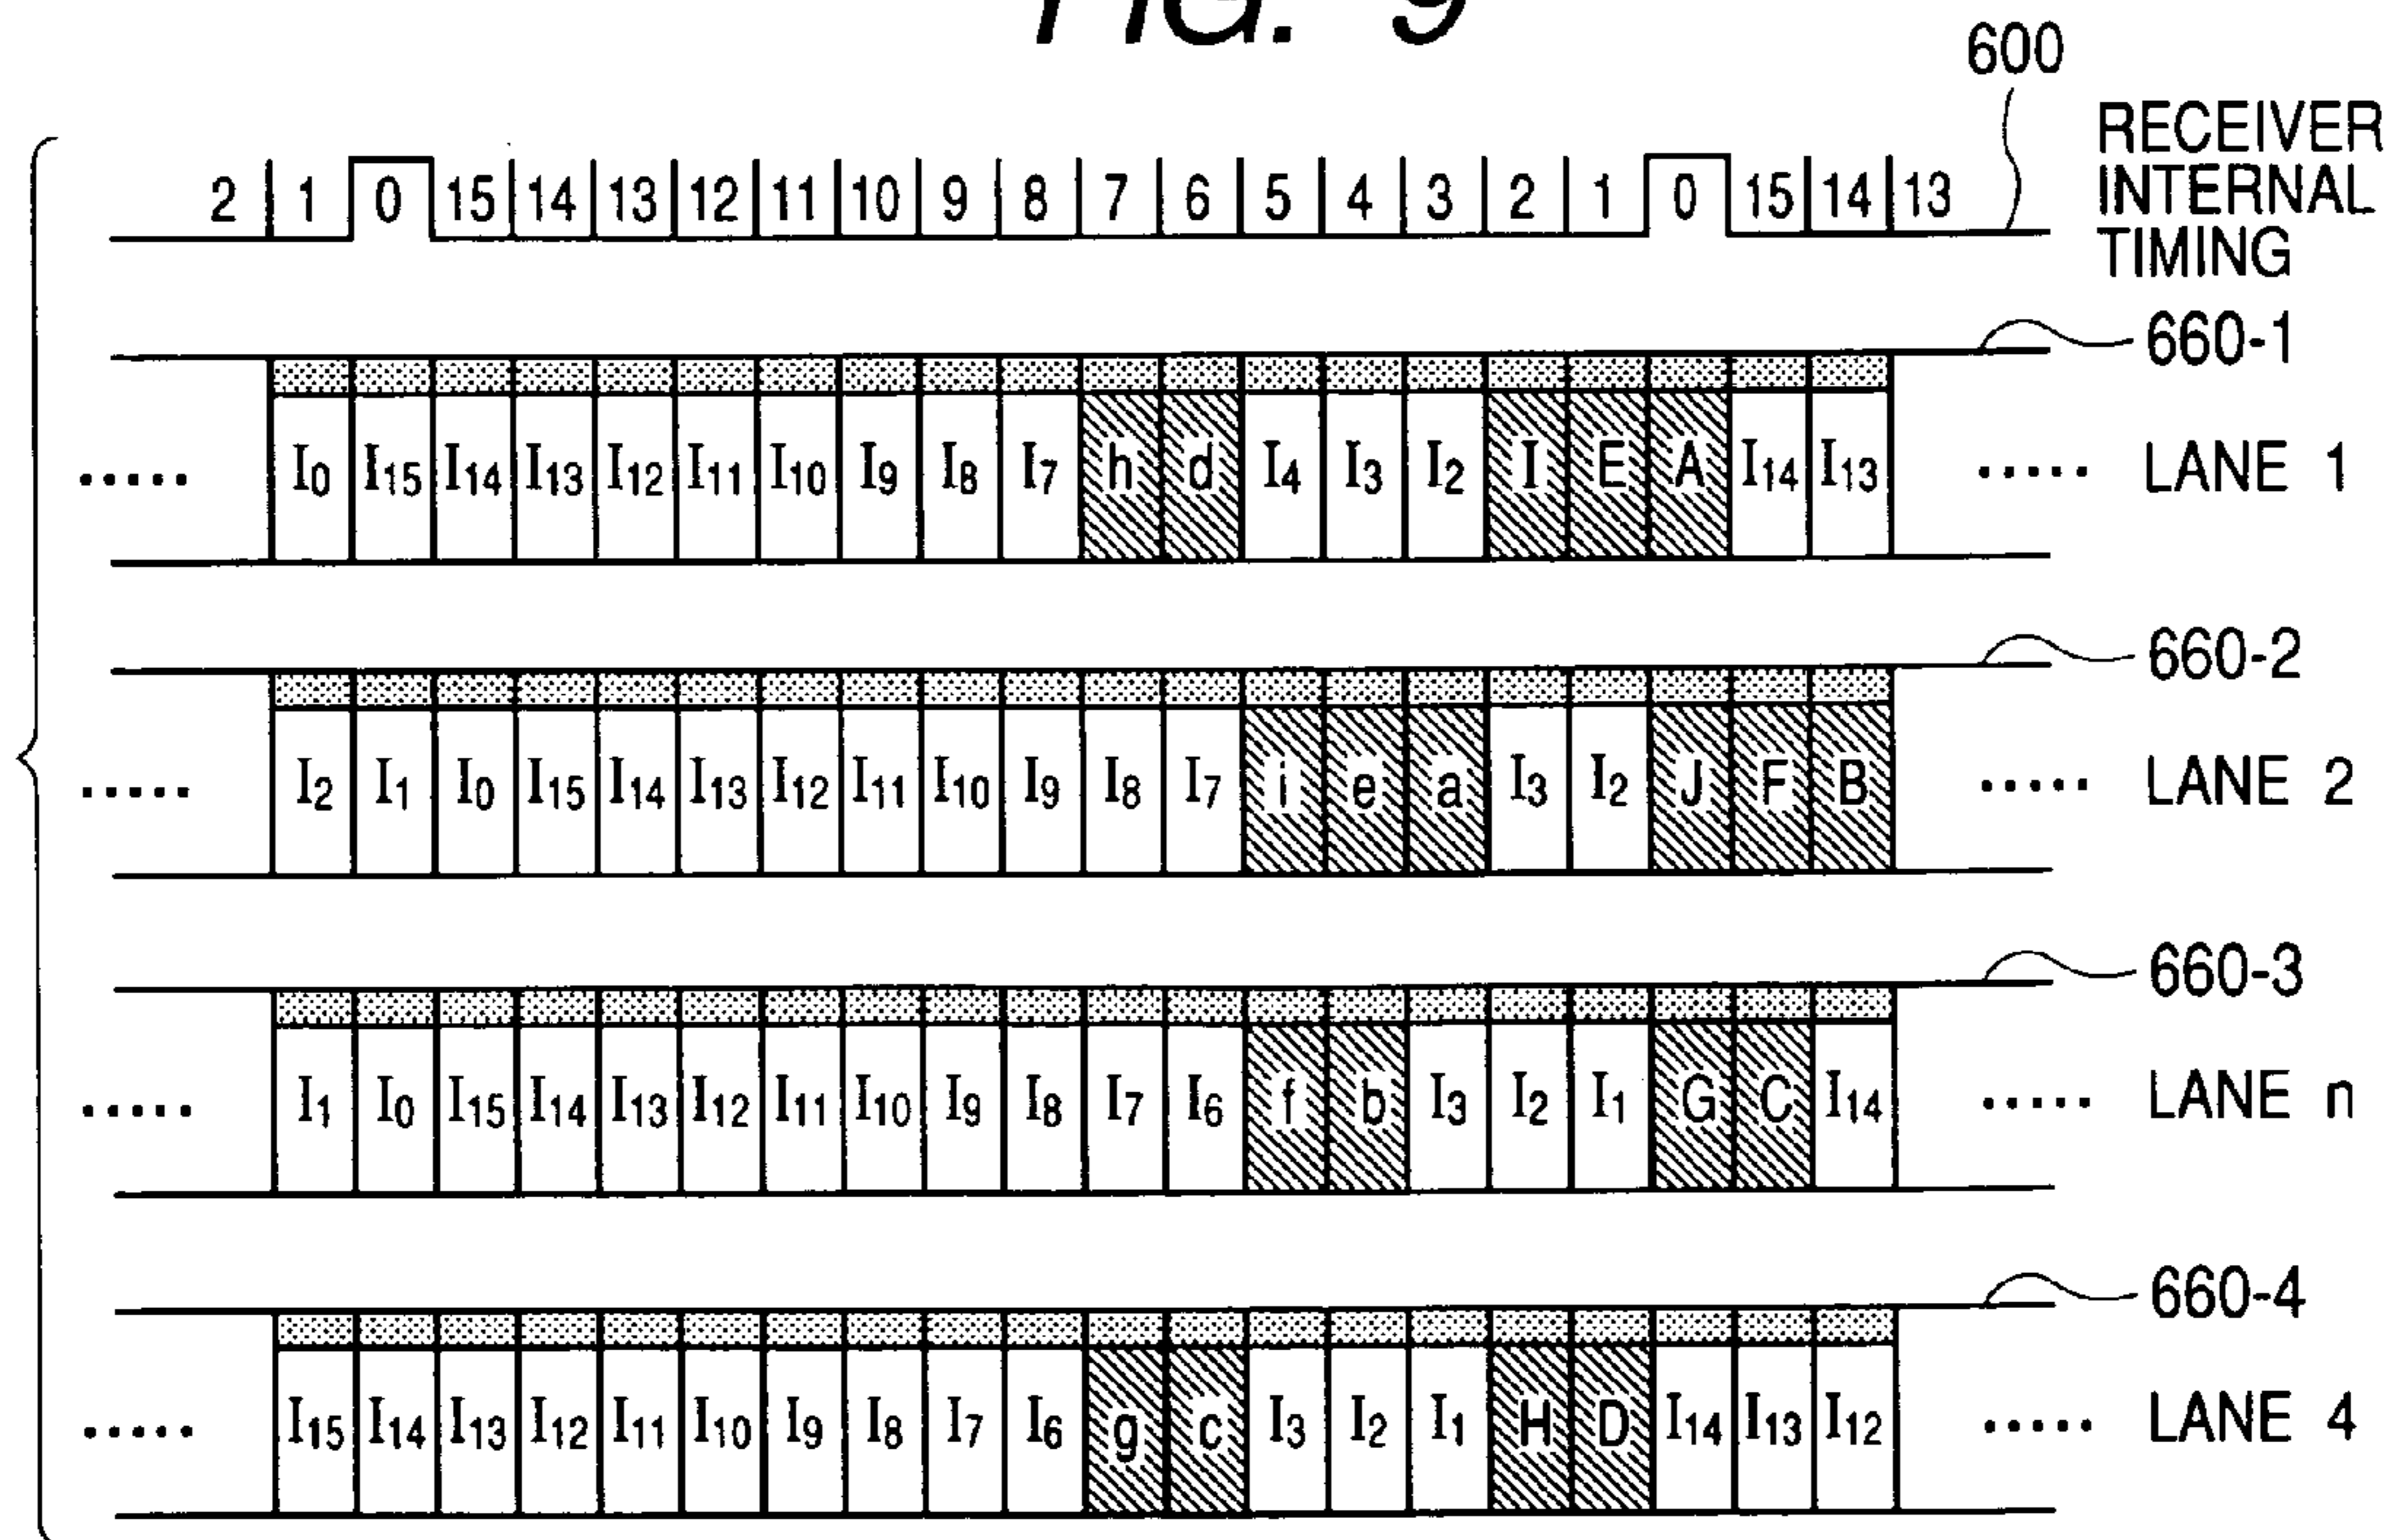 FIG. 9
600
RECEIVER
INTERNAL
TIMING
2 1 0 15 14 13 12 11 10 9 8 7 6 5 4 3 2 1 0 15 14 13
660-1
..... I0 I15 I14 I13 I12 I11 I10 I9 I8 I7 h d I4 I3 I2 I E A I14 I13 ..... LANE 1
660-2
..... I2 I1 I0 I15 I14 I13 I12 I11 I10 I9 I8 I7 i e a I3 I2 J F B ..... LANE 2
660-3
..... I1 I0 I15 I14 I13 I12 I11 I10 I9 I8 I7 I6 f b I3 I2 I1 G C I14 ..... LANE n
660-4
..... I15 I14 I13 I12 I11 I10 I9 I8 I7 I6 g c I3 I2 I1 H D I14 I13 I12 ..... LANE 4